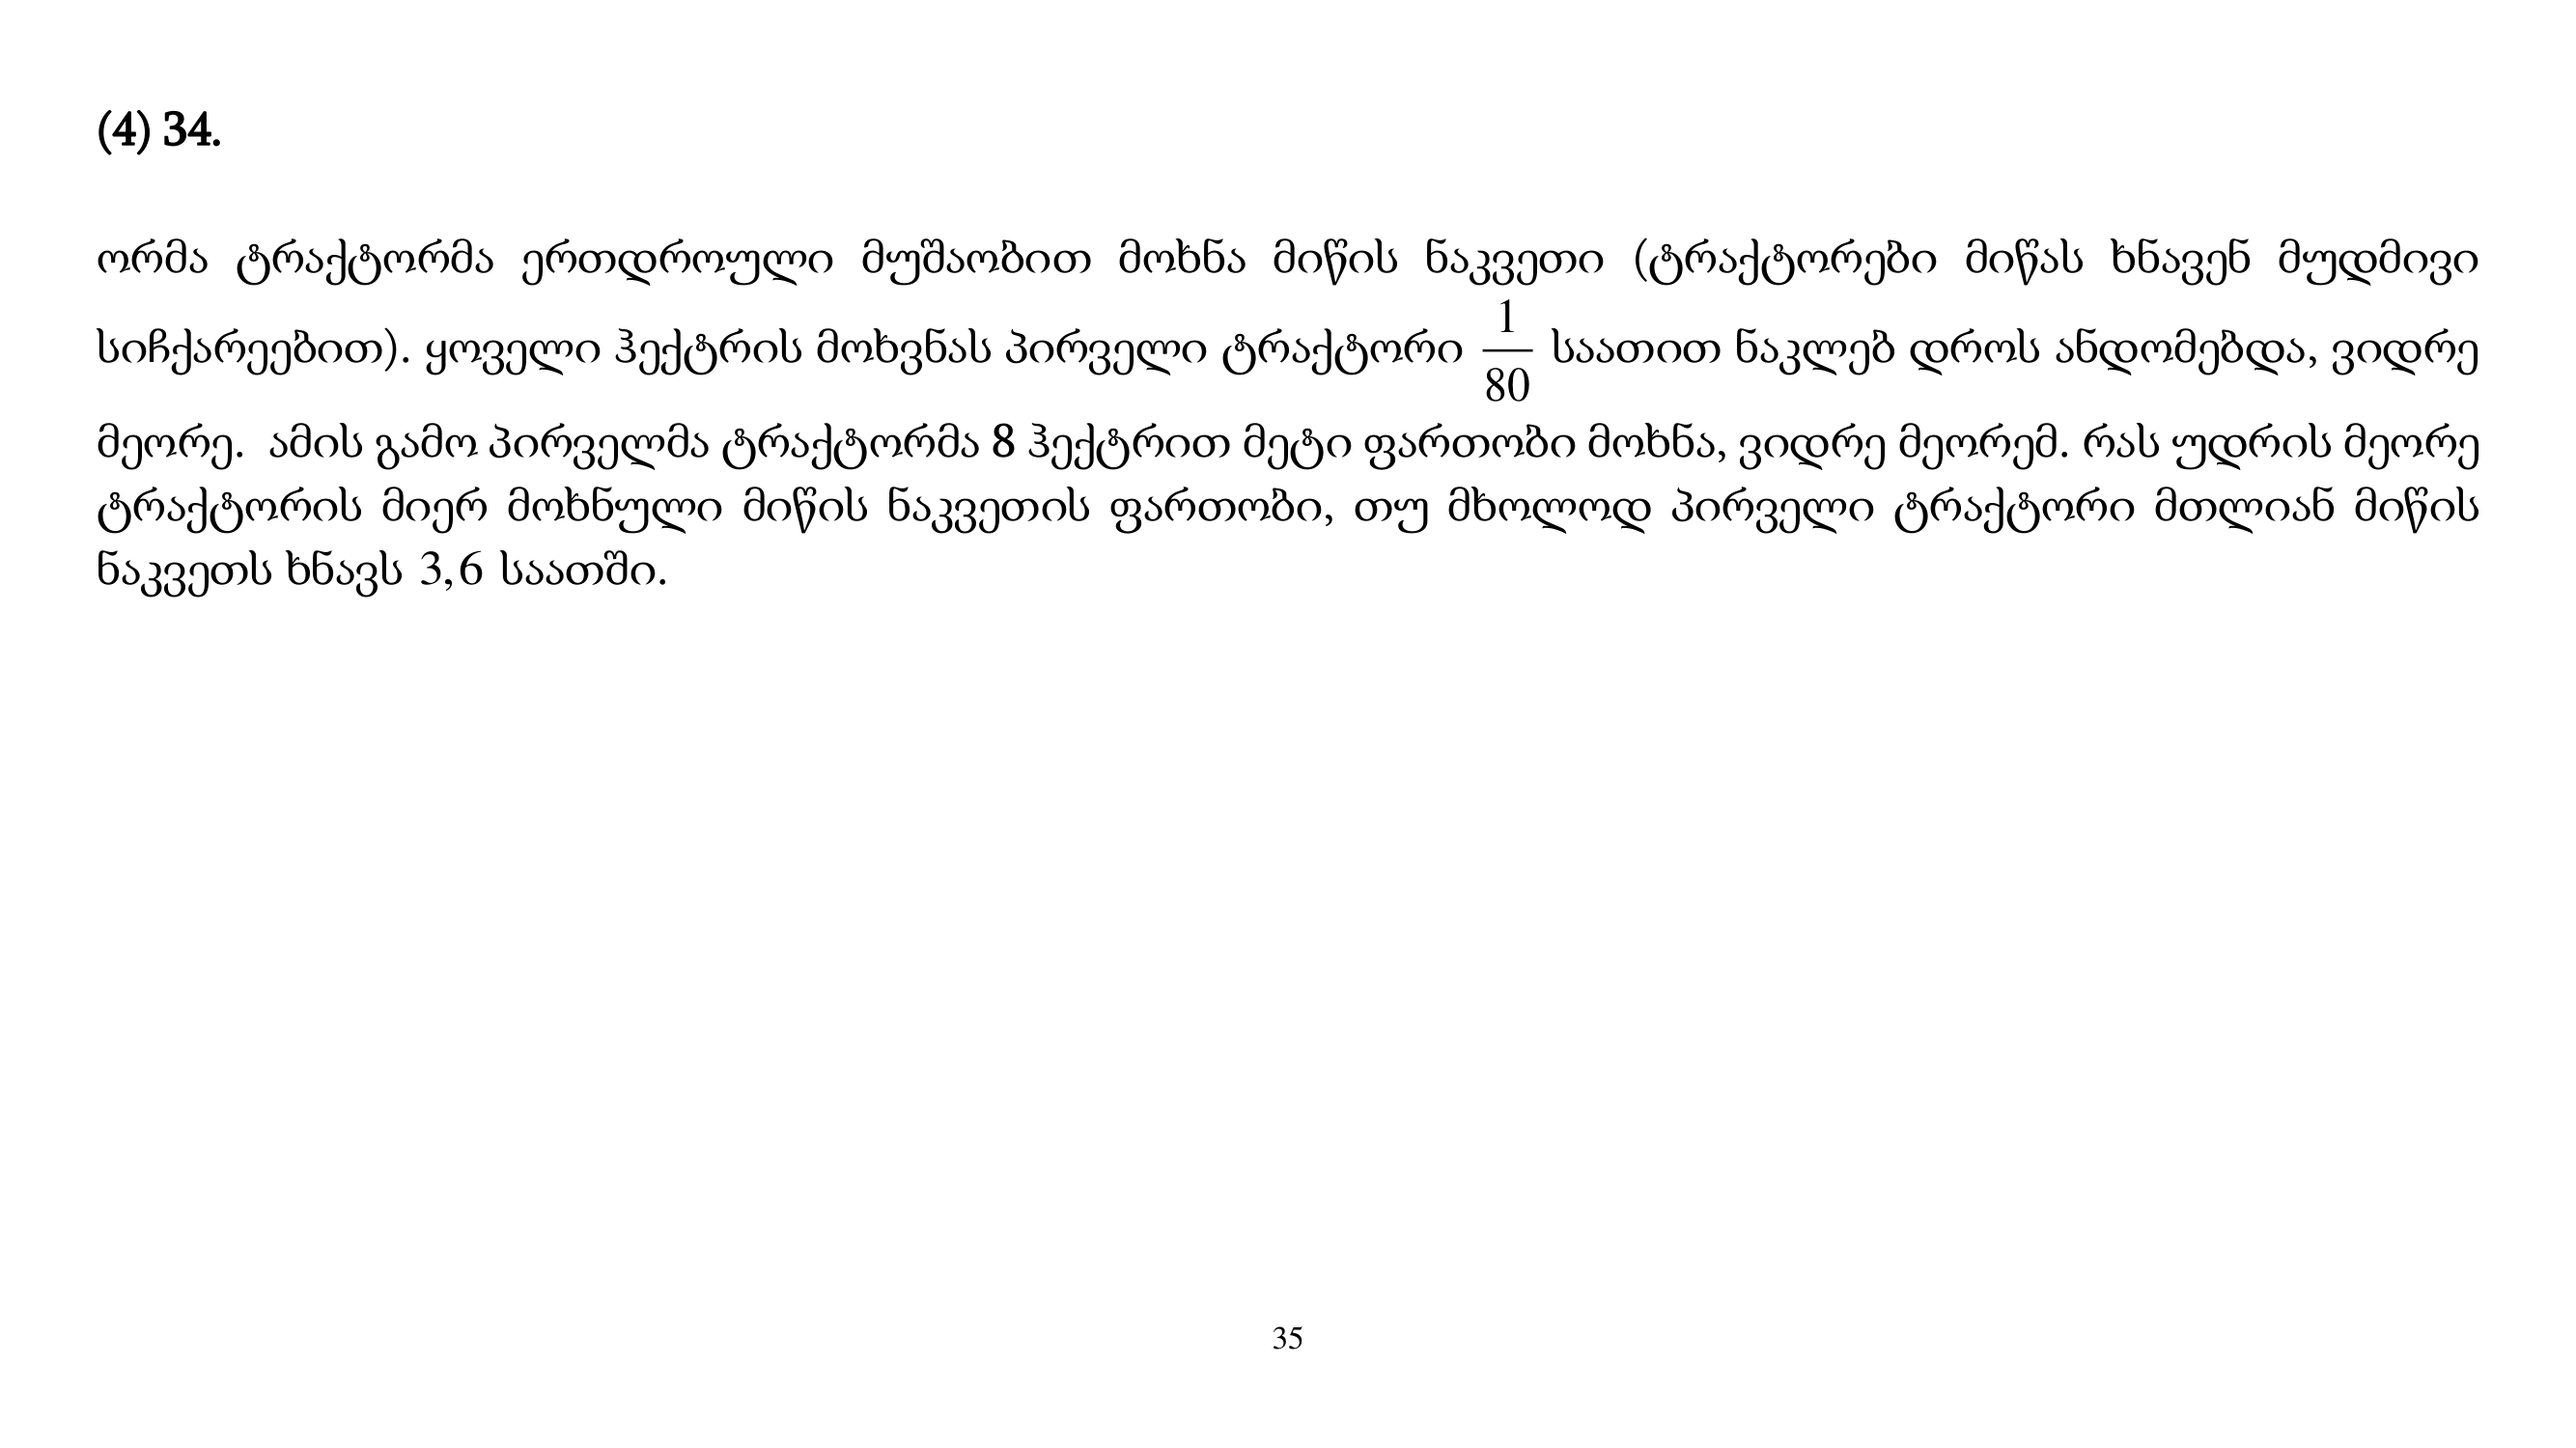 (4) 34.
ორმა ტრაქტორმა ერთდროული მუშაობით მოხნა მიწის ნაკვეთი (ტრაქტორები მიწას ხნავენ მუდმივი
სიჩქარეებით). ყოველი ჰექტრის მოხვნას პირველი ტრაქტორი 1/80 საათით ნაკლებ დროს ანდომებდა, ვიდრე
მეორე. ამის გამო პირველმა ტრაქტორმა 8 ჰექტრით მეტი ფართობი მოხნა, ვიდრე მეორემ. რას უდრის მეორე
ტრაქტორის მიერ მოხნული მიწის ნაკვეთის ფართობი, თუ მხოლოდ პირველი ტრაქტორი მთლიან მიწის
ნაკვეთს ხნავს 3,6 საათში.
35